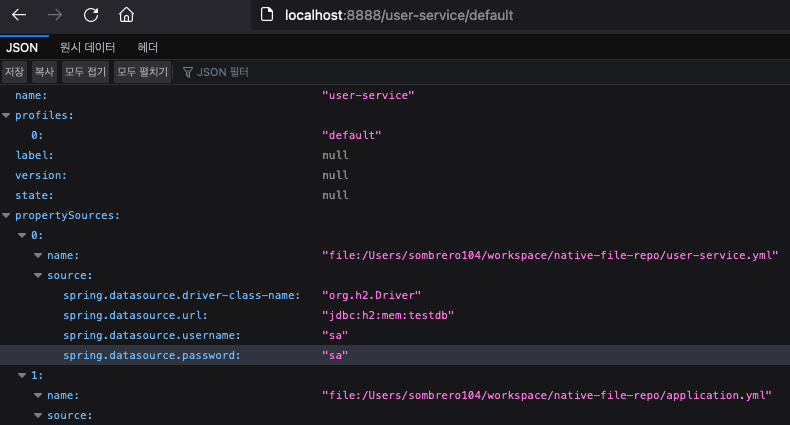 localhost:8888/user-service/default
JSON 원시 데이터 헤더
저장 복사 모두 접기 모두 펼치기 JSON 필터
name: "user-service"
profiles:
0: "default"
label: null
version: null
state: null
propertySources:
0:
name: "file:/Users/sombrero104/workspace/native-file-repo/user-service.yml"
source:
spring.datasource.driver-class-name: "org.h2.Driver"
spring.datasource.url: "jdbc:h2:mem:testdb"
spring.datasource.username: "sa"
spring.datasource.password: "sa"
1:
name: "file:/Users/sombrero104/workspace/native-file-repo/application.yml"
source: